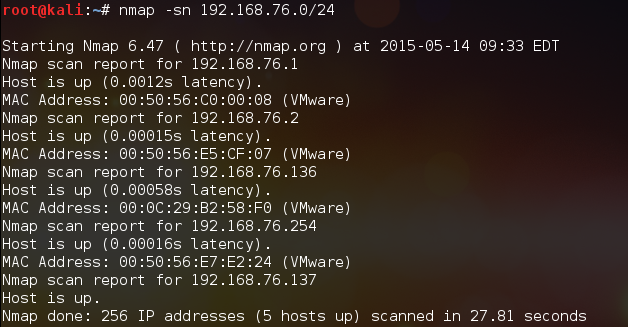 root@kali:~# nmap -sn 192.168.76.0/24
Starting Nmap 6.47 ( http://nmap.org ) at 2015-05-14 09:33 EDT
Nmap scan report for 192.168.76.1
Host is up (0.0012s latency).
MAC Address: 00:50:56:C0:00:08 (VMware)
Nmap scan report for 192.168.76.2
Host is up (0.00015s latency).
MAC Address: 00:50:56:E5:CF:07 (VMware)
Nmap scan report for 192.168.76.136
Host is up (0.00058s latency).
MAC Address: 00:0C:29:B2:58:F0 (VMware)
Nmap scan report for 192.168.76.254
Host is up (0.00016s latency).
MAC Address: 00:50:56:E7:E2:24 (VMware)
Nmap scan report for 192.168.76.137
Host is up.
Nmap done: 256 IP addresses (5 hosts up) scanned in 27.81 seconds